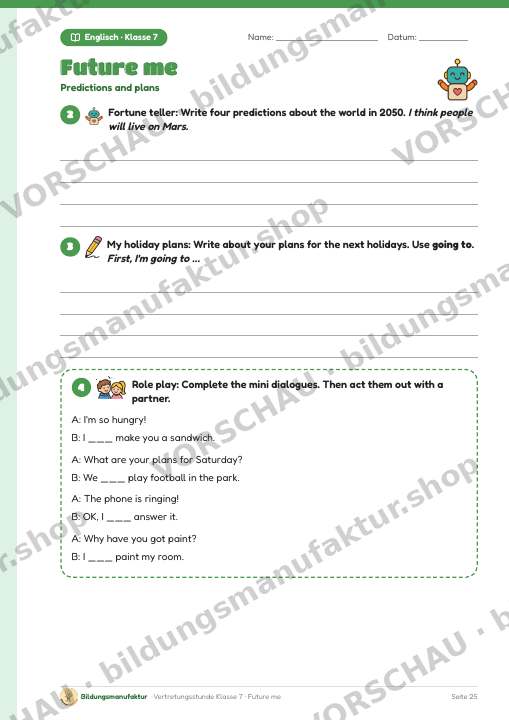 Englisch · Klasse 7
Name: ____________________ Datum: __________
Future me
Predictions and plans
2 Fortune teller: Write four predictions about the world in 2050. I think people
will live on Mars.
3 My holiday plans: Write about your plans for the next holidays. Use going to.
First, I'm going to ...
4 Role play: Complete the mini dialogues. Then act them out with a
partner.
A: I'm so hungry!
B: I ___ make you a sandwich.
A: What are your plans for Saturday?
B: We ___ play football in the park.
A: The phone is ringing!
B: OK, I ___ answer it.
A: Why have you got paint?
B: I ___ paint my room.
Bildungsmanufaktur · Vertretungsstunde Klasse 7 · Future me
Seite 25
VORSCHAU · bildungsmanufaktur.shop